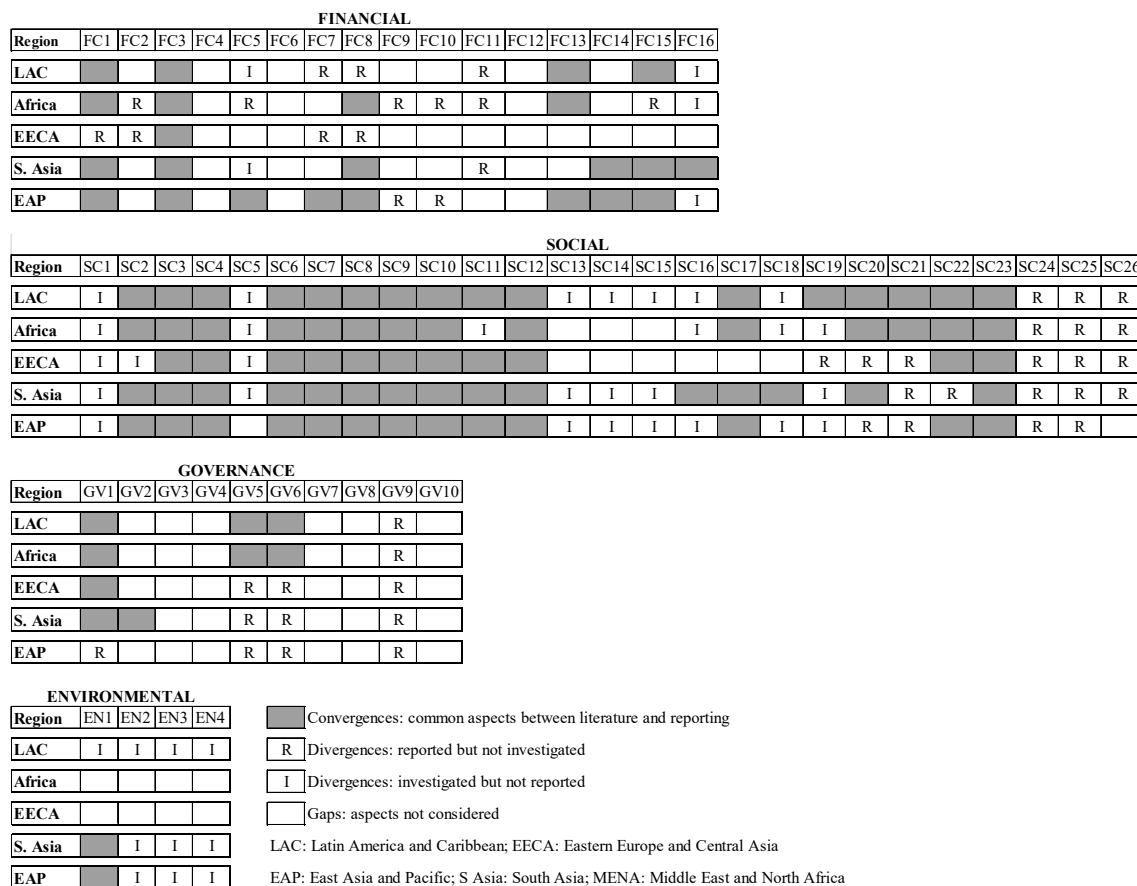 FINANCIAL
Region FC1 FC2 FC3 FC4 FC5 FC6 FC7 FC8 FC9 FC10 FC11 FC12 FC13 FC14 FC15 FC16
LAC I R R R I
Africa R R R R R R I
EECA R R R R
S. Asia I R
EAP R R I
SOCIAL
Region SC1 SC2 SC3 SC4 SC5 SC6 SC7 SC8 SC9 SC10 SC11 SC12 SC13 SC14 SC15 SC16 SC17 SC18 SC19 SC20 SC21 SC22 SC23 SC24 SC25 SC26
LAC I I I I I I I R R R
Africa I I I I I I R R R
EECA I I I R R R R R R
S. Asia I I I I I I R R R R R
EAP I I I I I I I R R R R
GOVERNANCE
Region GV1 GV2 GV3 GV4 GV5 GV6 GV7 GV8 GV9 GV10
LAC R
Africa R
EECA R R R
S. Asia R R R
EAP R R R R
ENVIRONMENTAL
Region EN1 EN2 EN3 EN4 Convergences: common aspects between literature and reporting
LAC I I I I R Divergences: reported but not investigated
Africa I Divergences: investigated but not reported
EECA Gaps: aspects not considered
S. Asia I I I LAC: Latin America and Caribbean; EECA: Eastern Europe and Central Asia
EAP I I I EAP: East Asia and Pacific; S Asia: South Asia; MENA: Middle East and North Africa